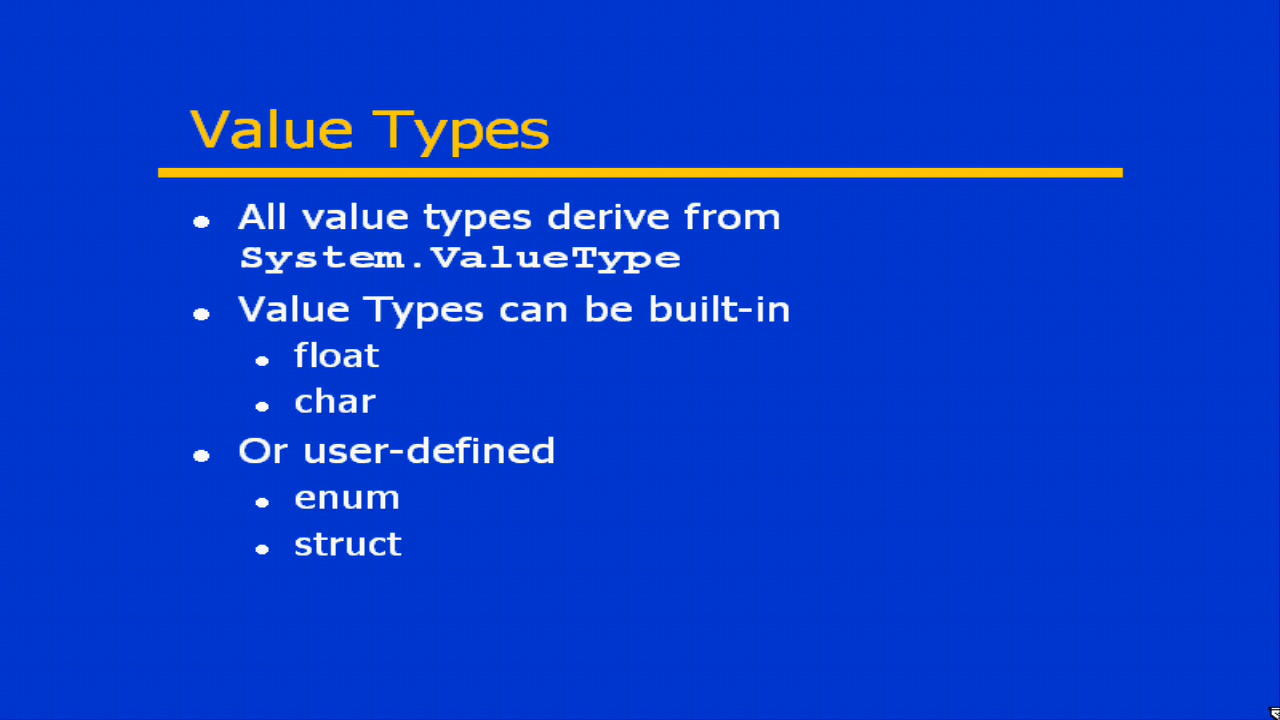 Value Types
All value types derive from
System.ValueType
Value Types can be built-in
float
char
Or user-defined
enum
struct